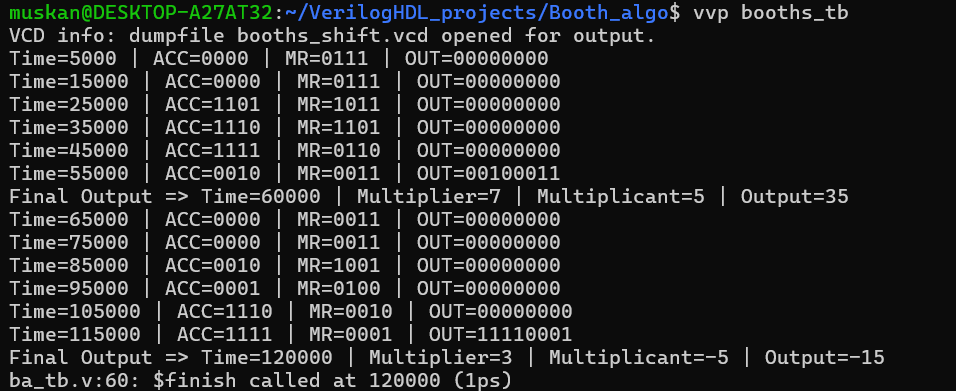 muskan@DESKTOP-A27AT32:~/VerilogHDL_projects/Booth_algo$ vvp booths_tb
VCD info: dumpfile booths_shift.vcd opened for output.
Time=5000 | ACC=0000 | MR=0111 | OUT=00000000
Time=15000 | ACC=0000 | MR=0111 | OUT=00000000
Time=25000 | ACC=1101 | MR=1011 | OUT=00000000
Time=35000 | ACC=1110 | MR=1101 | OUT=00000000
Time=45000 | ACC=1111 | MR=0110 | OUT=00000000
Time=55000 | ACC=0010 | MR=0011 | OUT=00100011
Final Output => Time=60000 | Multiplier=7 | Multiplicant=5 | Output=35
Time=65000 | ACC=0000 | MR=0011 | OUT=00000000
Time=75000 | ACC=0000 | MR=0011 | OUT=00000000
Time=85000 | ACC=0010 | MR=1001 | OUT=00000000
Time=95000 | ACC=0001 | MR=0100 | OUT=00000000
Time=105000 | ACC=1110 | MR=0010 | OUT=00000000
Time=115000 | ACC=1111 | MR=0001 | OUT=11110001
Final Output => Time=120000 | Multiplier=3 | Multiplicant=-5 | Output=-15
ba_tb.v:60: $finish called at 120000 (1ps)